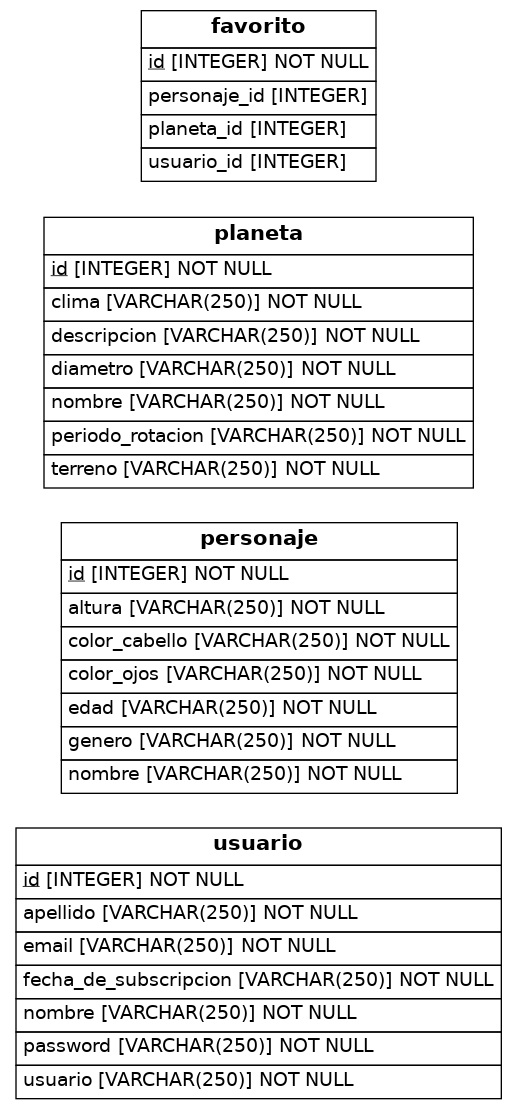 favorito
id [INTEGER] NOT NULL
personaje_id [INTEGER]
planeta_id [INTEGER]
usuario_id [INTEGER]
planeta
id [INTEGER] NOT NULL
clima [VARCHAR(250)] NOT NULL
descripcion [VARCHAR(250)] NOT NULL
diametro [VARCHAR(250)] NOT NULL
nombre [VARCHAR(250)] NOT NULL
periodo_rotacion [VARCHAR(250)] NOT NULL
terreno [VARCHAR(250)] NOT NULL
personaje
id [INTEGER] NOT NULL
altura [VARCHAR(250)] NOT NULL
color_cabello [VARCHAR(250)] NOT NULL
color_ojos [VARCHAR(250)] NOT NULL
edad [VARCHAR(250)] NOT NULL
genero [VARCHAR(250)] NOT NULL
nombre [VARCHAR(250)] NOT NULL
usuario
id [INTEGER] NOT NULL
apellido [VARCHAR(250)] NOT NULL
email [VARCHAR(250)] NOT NULL
fecha_de_subscripcion [VARCHAR(250)] NOT NULL
nombre [VARCHAR(250)] NOT NULL
password [VARCHAR(250)] NOT NULL
usuario [VARCHAR(250)] NOT NULL